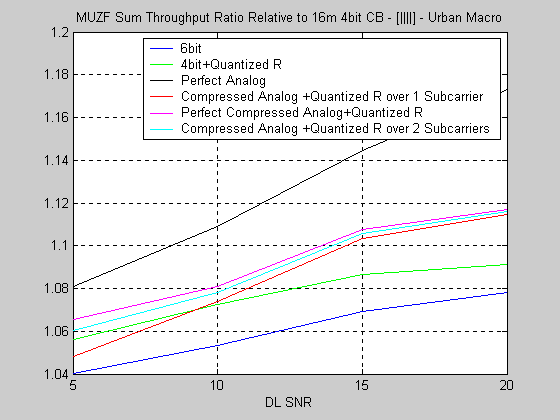 MUZF Sum Throughput Ratio Relative to 16m 4bit CB - [||||] - Urban Macro
1.2
1.18
1.16
1.14
1.12
1.1
1.08
1.06
1.04
6bit
4bit+Quantized R
Perfect Analog
Compressed Analog +Quantized R over 1 Subcarrier
Perfect Compressed Analog+Quantized R
Compressed Analog +Quantized R over 2 Subcarriers
5
10
15
20
DL SNR